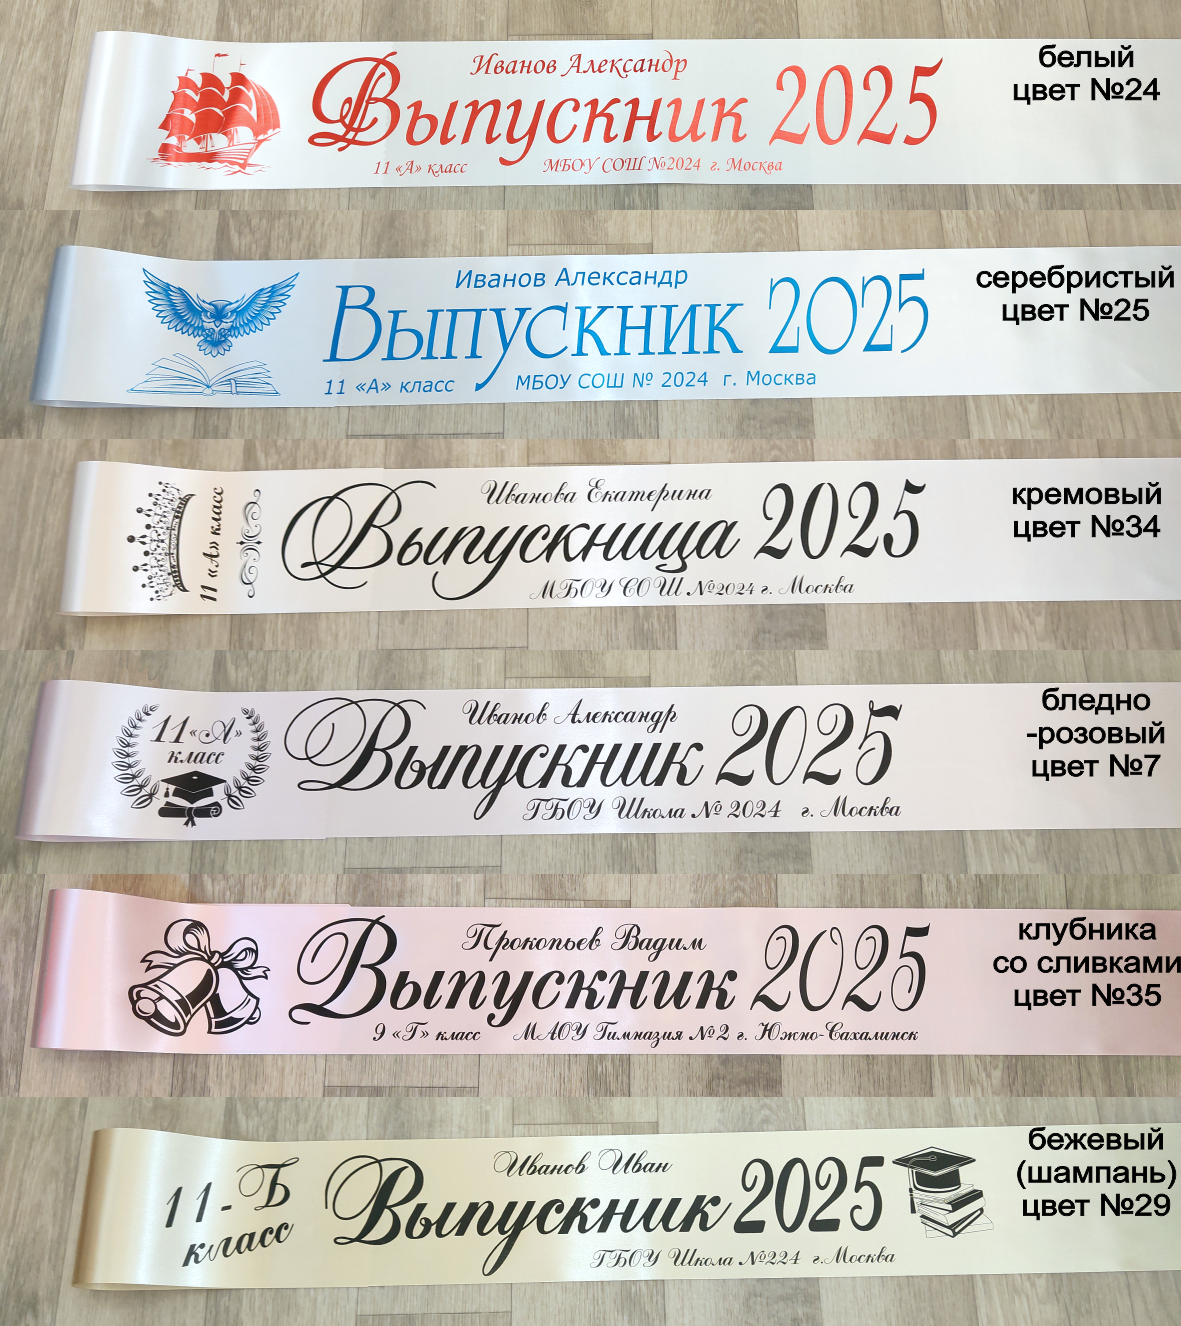 Иванов Александр
Выпускник 2025
11 «А» класс МБОУ СОШ №2024 г. Москва
белый
цвет №24
Иванов Александр
Выпускник 2025
11 «А» класс МБОУ СОШ № 2024 г. Москва
серебристый
цвет №25
11 «А» класс
Иванова Екатерина
Выпускница 2025
МБОУ СОШ №2024 г. Москва
кремовый
цвет №34
11 «А»
класс
Иванов Александр
Выпускник 2025
ГБОУ Школа № 2024 г. Москва
бледно
-розовый
цвет №7
Прокопьев Вадим
Выпускник 2025
9 «Г» класс МАОУ Гимназия №2 г. Южно-Сахалинск
клубника
со сливками
цвет №35
11-Б
класс
Иванов Иван
Выпускник 2025
ГБОУ Школа №224 г.Москва
бежевый
(шампань)
цвет №29